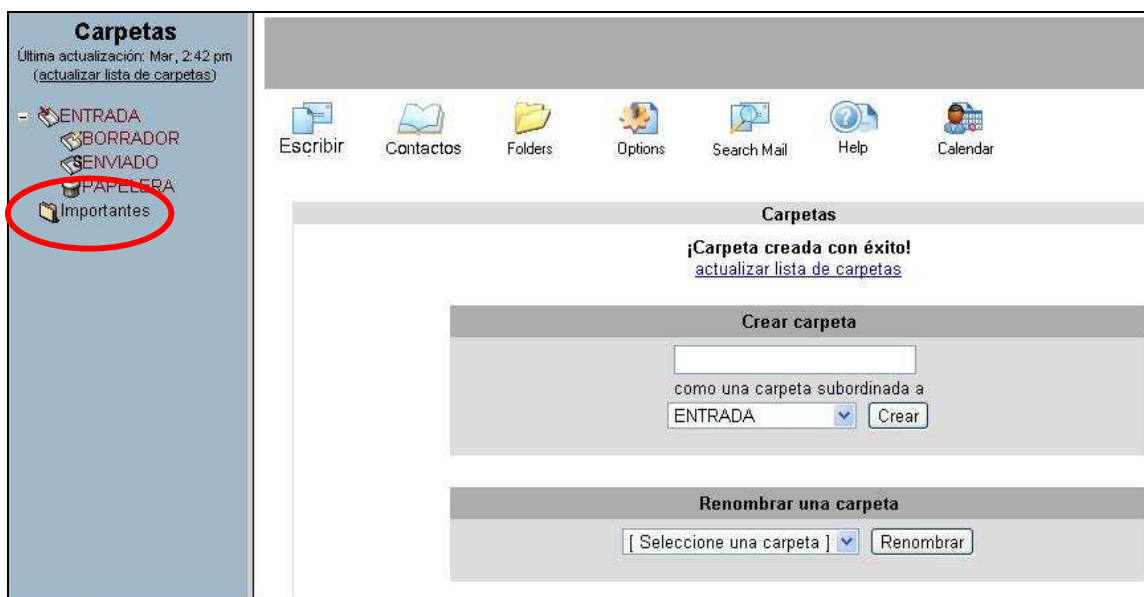 Carpetas
Última actualización: Mar, 2:42 pm
(actualizar lista de carpetas)
ENTRADA
BORRADOR
ENVIADO
PAPELERA
Importantes
Escribir Contactos Folders Options Search Mail Help Calendar
Carpetas
¡Carpeta creada con éxito!
actualizar lista de carpetas
Crear carpeta
como una carpeta subordinada a
ENTRADA Crear
Renombrar una carpeta
[ Seleccione una carpeta ] Renombrar